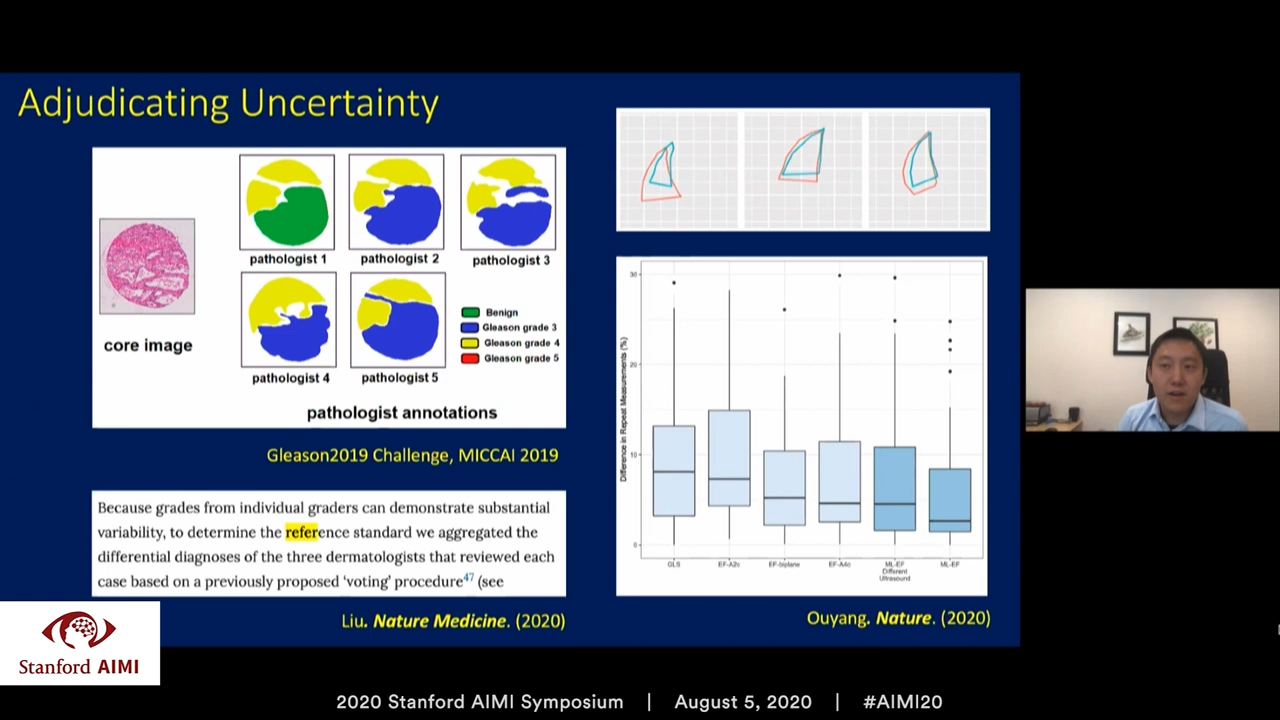 Adjudicating Uncertainty
core image
pathologist 1
pathologist 2
pathologist 3
pathologist 4
pathologist 5
Benign
Gleason grade 3
Gleason grade 4
Gleason grade 5
pathologist annotations
Gleason2019 Challenge, MICCAI 2019
Because grades from individual graders can demonstrate substantial
variability, to determine the reference standard we aggregated the
differential diagnoses of the three dermatologists that reviewed each
case based on a previously proposed ‘voting’ procedure47 (see
Liu. Nature Medicine. (2020)
Difference in Repeat Measurements (%)
30
20
10
0
GLS
EF-A2c
EF-biplane
EF-A4c
ML-EF
Different
Ultrasound
ML-EF
Ouyang. Nature. (2020)
Stanford AIMI
2020 Stanford AIMI Symposium | August 5, 2020 | #AIMI20